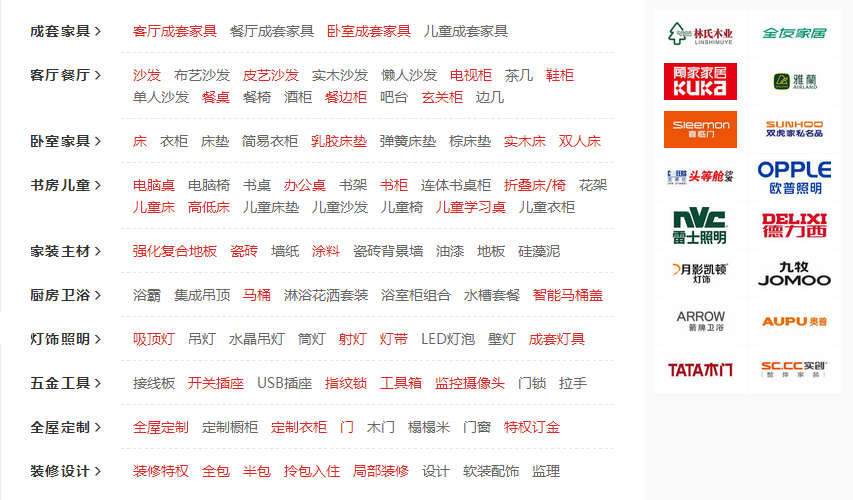 成套家具 > 客厅成套家具 餐厅成套家具 卧室成套家具 儿童成套家具
客厅餐厅 > 沙发 布艺沙发 皮艺沙发 实木沙发 懒人沙发 电视柜 茶几 鞋柜
单人沙发 餐桌 餐椅 酒柜 餐边柜 吧台 玄关柜 边几
卧室家具 > 床 衣柜 床垫 简易衣柜 乳胶床垫 弹簧床垫 棕床垫 实木床 双人床
书房儿童 > 电脑桌 电脑椅 书桌 办公桌 书架 书柜 连体书桌柜 折叠床/椅 花架
儿童床 高低床 儿童床垫 儿童沙发 儿童椅 儿童学习桌 儿童衣柜
家装主材 > 强化复合地板 瓷砖 墙纸 涂料 瓷砖背景墙 油漆 地板 硅藻泥
厨房卫浴 > 浴霸 集成吊顶 马桶 淋浴花洒套装 浴室柜组合 水槽套餐 智能马桶盖
灯饰照明 > 吸顶灯 吊灯 水晶吊灯 筒灯 射灯 灯带 LED灯泡 壁灯 成套灯具
五金工具 > 接线板 开关插座 USB插座 指纹锁 工具箱 监控摄像头 门锁 拉手
全屋定制 > 全屋定制 定制橱柜 定制衣柜 门 木门 榻榻米 门窗 特权订金
装修设计 > 装修特权 全包 半包 拎包入住 局部装修 设计 软装配饰 监理
林氏木业
LINSHIMUYE
全友家居
顾家家居
KUKA
雅蘭
AIRLAND
Sleemon
喜临门
SUNHOO
双虎家私名品
头等舱
OPPLE
欧普照明
NVC
雷士照明
DELIXI
德力西
月影凯顿
灯饰
九牧
JOMOO
ARROW
箭牌卫浴
AUPU 奥普
TATA木门
SC.CC 实创
整体家装